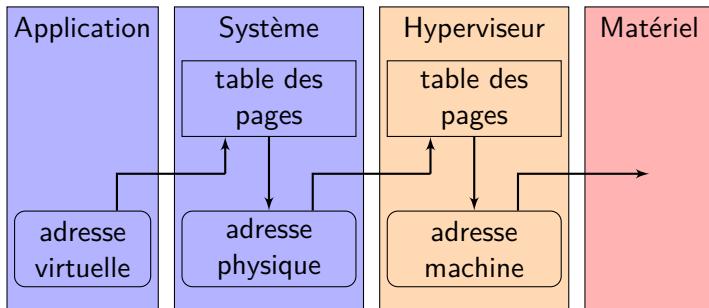 Application
Système
Hyperviseur
Matériel
table des
pages
table des
pages
adresse
virtuelle
adresse
physique
adresse
machine